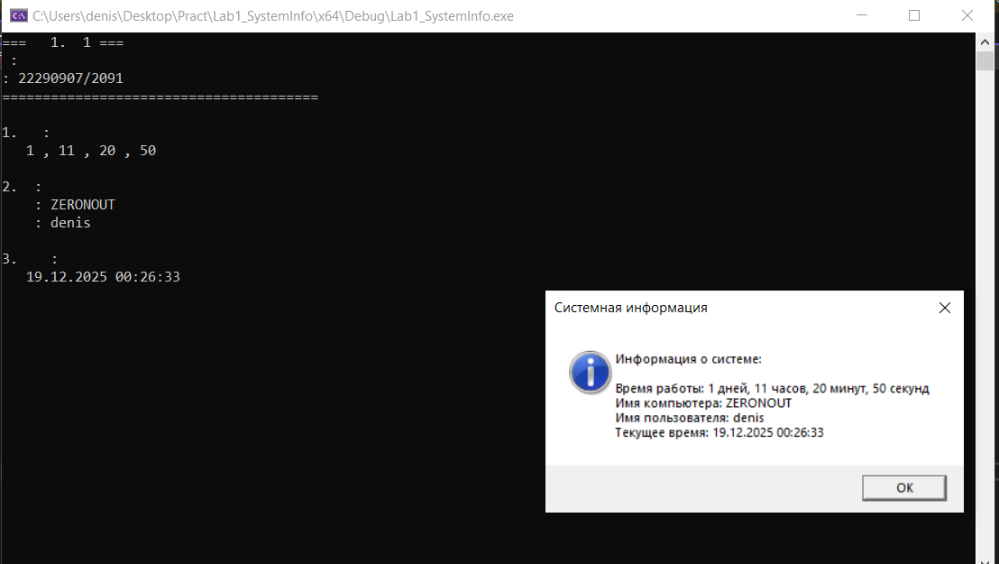 C:\Users\denis\Desktop\Pract\Lab1_SystemInfo\x64\Debug\Lab1_SystemInfo.exe
===   1.  1 ===
 :
: 22290907/2091
=======================================

1.   :
   1 , 11 , 20 , 50

2.  :
    : ZERONOUT
    : denis

3.    :
   19.12.2025 00:26:33
Системная информация
Информация о системе:
Время работы: 1 дней, 11 часов, 20 минут, 50 секунд
Имя компьютера: ZERONOUT
Имя пользователя: denis
Текущее время: 19.12.2025 00:26:33
OK